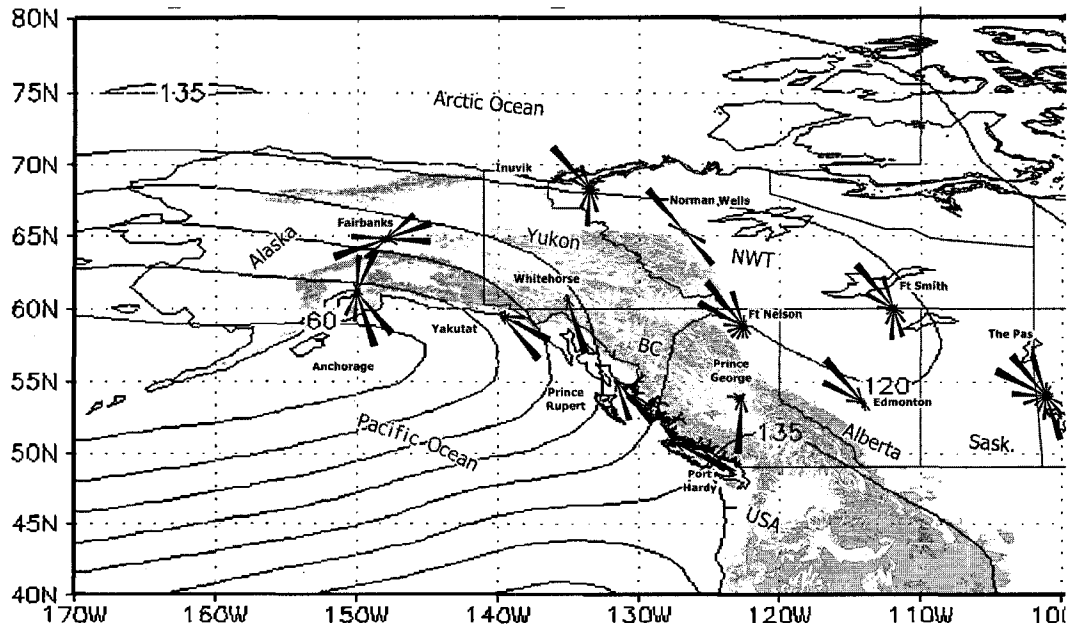 80N
75N
70N
65N
60N
55N
50N
45N
40N
135
Arctic Ocean
Inuvik
Norman Wells
Fairbanks
Alaska
Yukon
NWT
Whitehorse
Ft Smith
60
Yakutat
Ft Nelson
The Pas
BC
Anchorage
Prince
George
Prince
Rupert
120
Edmonton
Pacific Ocean
135
Alberta
Sask.
Port
Hardy
USA
170W
160W
150W
140W
130W
120W
110W